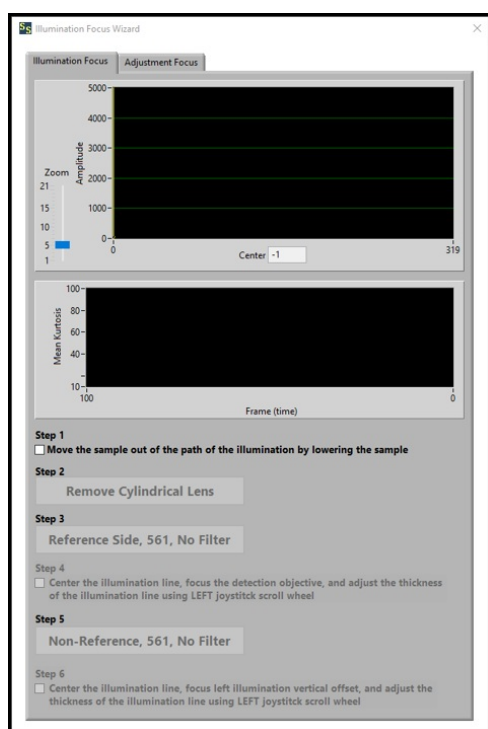 Illumination Focus Wizard
Illumination Focus
Adjustment Focus
5000
4000
3000
2000
1000
0
Amplitude
Zoom
21
15
10
5
1
0
Center -1
319
100
80
60
40
10
Mean Kurtosis
100
0
Frame (time)
Step 1
Move the sample out of the path of the illumination by lowering the sample
Step 2
Remove Cylindrical Lens
Step 3
Reference Side, 561, No Filter
Step 4
Center the illumination line, focus the detection objective, and adjust the thickness
of the illumination line using LEFT joystitck scroll wheel
Step 5
Non-Reference, 561, No Filter
Step 6
Center the illumination line, focus left illumination vertical offset, and adjust the
thickness of the illumination line using LEFT joystitck scroll wheel